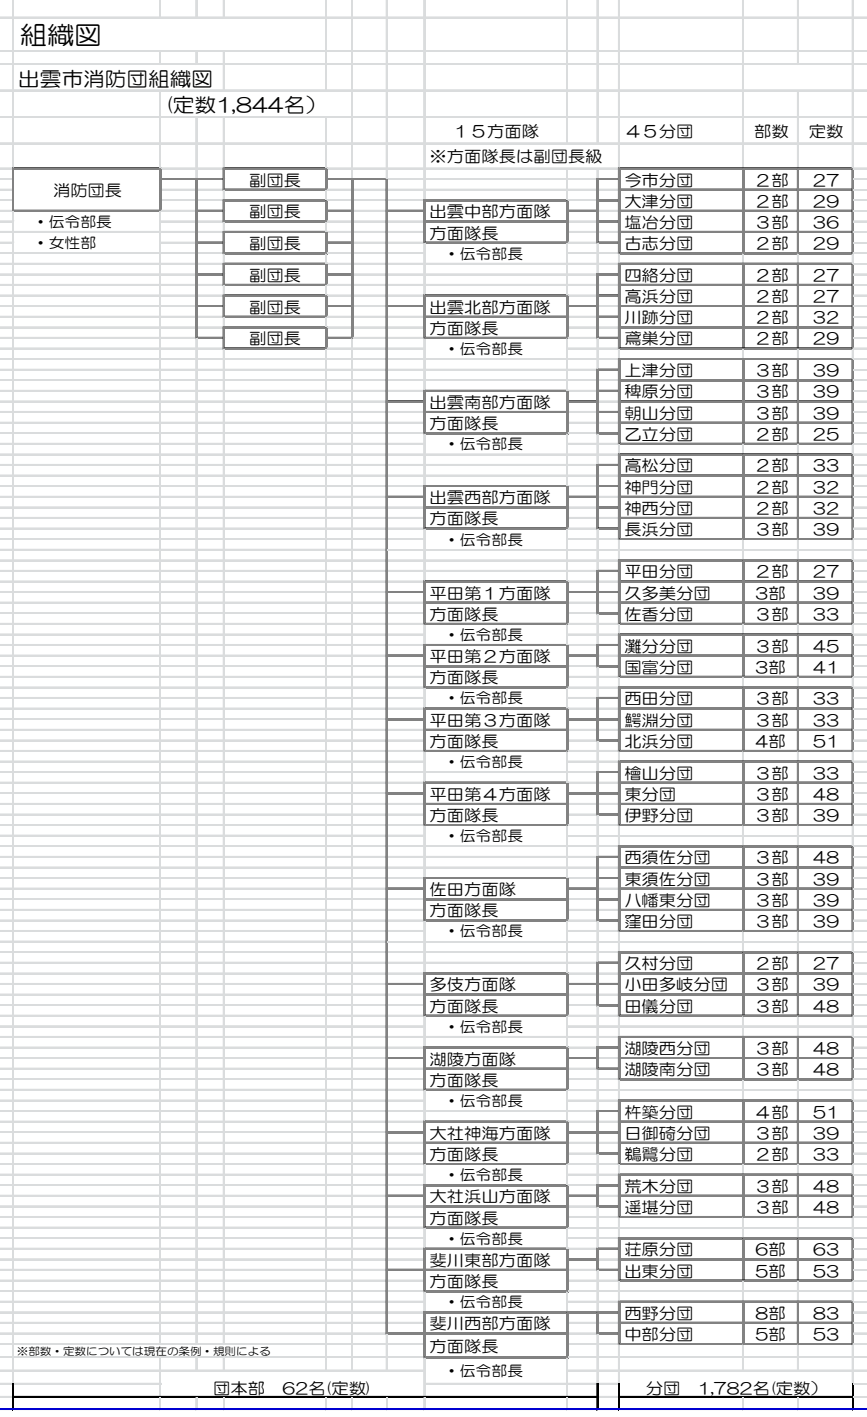 組織図
出雲市消防団組織図
(定数1,844名)
１５方面隊 ４５分団 部数 定数
※方面隊長は副団長級
消防団長
・伝令部長
・女性部
副団長
副団長
副団長
副団長
副団長
副団長
出雲中部方面隊
方面隊長
・伝令部長
今市分団 2部 27
大津分団 2部 29
塩冶分団 3部 36
古志分団 2部 29
出雲北部方面隊
方面隊長
・伝令部長
四絡分団 2部 27
高浜分団 2部 27
川跡分団 2部 32
鳶巣分団 2部 29
出雲南部方面隊
方面隊長
・伝令部長
上津分団 3部 39
稗原分団 3部 39
朝山分団 3部 39
乙立分団 2部 25
出雲西部方面隊
方面隊長
・伝令部長
高松分団 2部 33
神門分団 2部 32
神西分団 2部 32
長浜分団 3部 39
平田第１方面隊
方面隊長
・伝令部長
平田分団 2部 27
久多美分団 3部 39
佐香分団 3部 33
平田第２方面隊
方面隊長
・伝令部長
灘分分団 3部 45
国富分団 3部 41
平田第３方面隊
方面隊長
・伝令部長
西田分団 3部 33
鰐淵分団 3部 33
北浜分団 4部 51
平田第４方面隊
方面隊長
・伝令部長
檜山分団 3部 33
東分団 3部 48
伊野分団 3部 39
佐田方面隊
方面隊長
・伝令部長
西須佐分団 3部 48
東須佐分団 3部 39
八幡東分団 3部 39
窪田分団 3部 39
多伎方面隊
方面隊長
・伝令部長
久村分団 2部 27
小田多岐分団 3部 39
田儀分団 3部 48
湖陵方面隊
方面隊長
・伝令部長
湖陵西分団 3部 48
湖陵南分団 3部 48
大社神海方面隊
方面隊長
・伝令部長
杵築分団 4部 51
日御碕分団 3部 39
鵜鷺分団 2部 33
大社浜山方面隊
方面隊長
・伝令部長
荒木分団 3部 48
遥堪分団 3部 48
斐川東部方面隊
方面隊長
・伝令部長
荘原分団 6部 63
出東分団 5部 53
斐川西部方面隊
方面隊長
・伝令部長
西野分団 8部 83
中部分団 5部 53
※部数・定数については現在の条例・規則による
団本部 62名(定数)
分団 1,782名(定数)